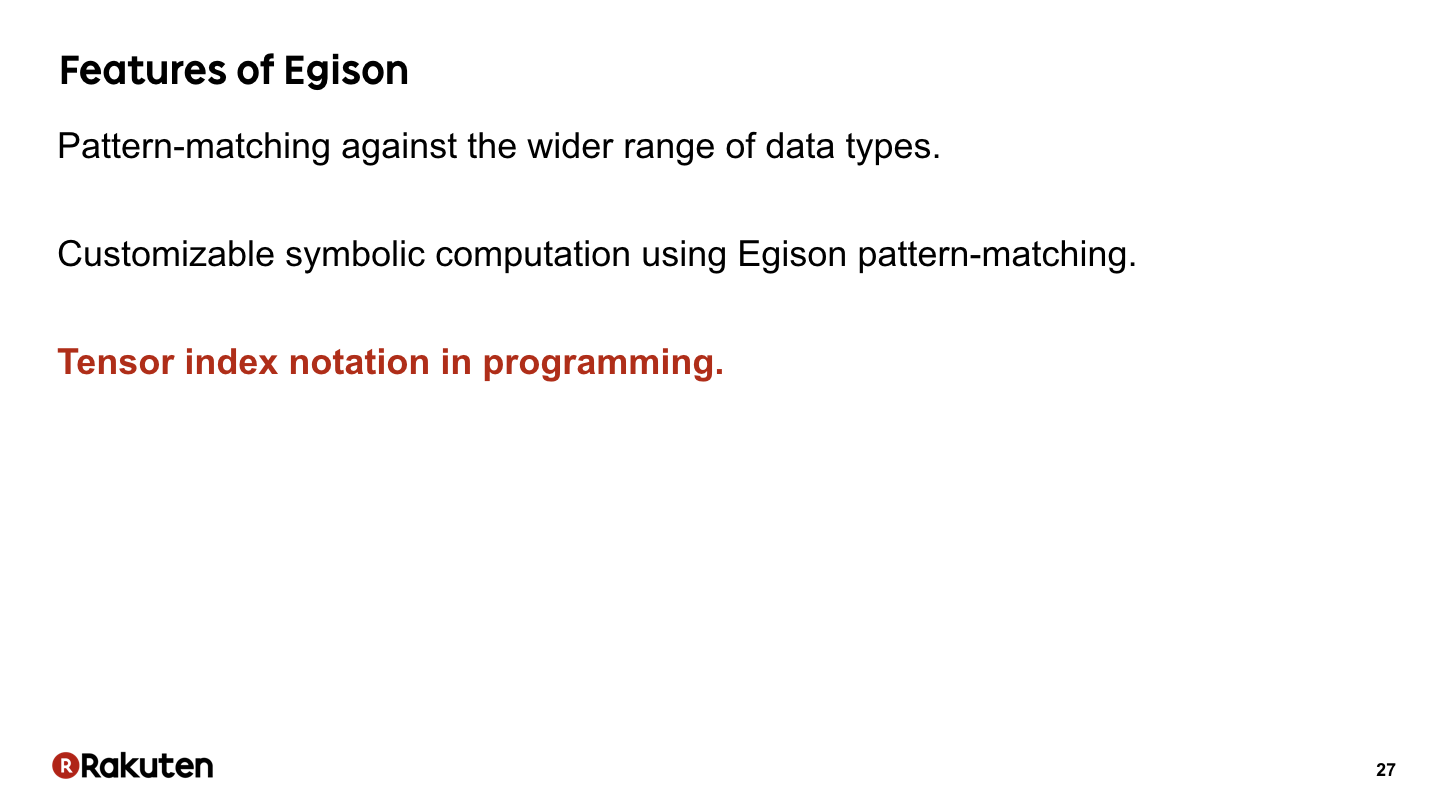 Features of Egison
Pattern-matching against the wider range of data types.
Customizable symbolic computation using Egison pattern-matching.
Tensor index notation in programming.
R Rakuten
27